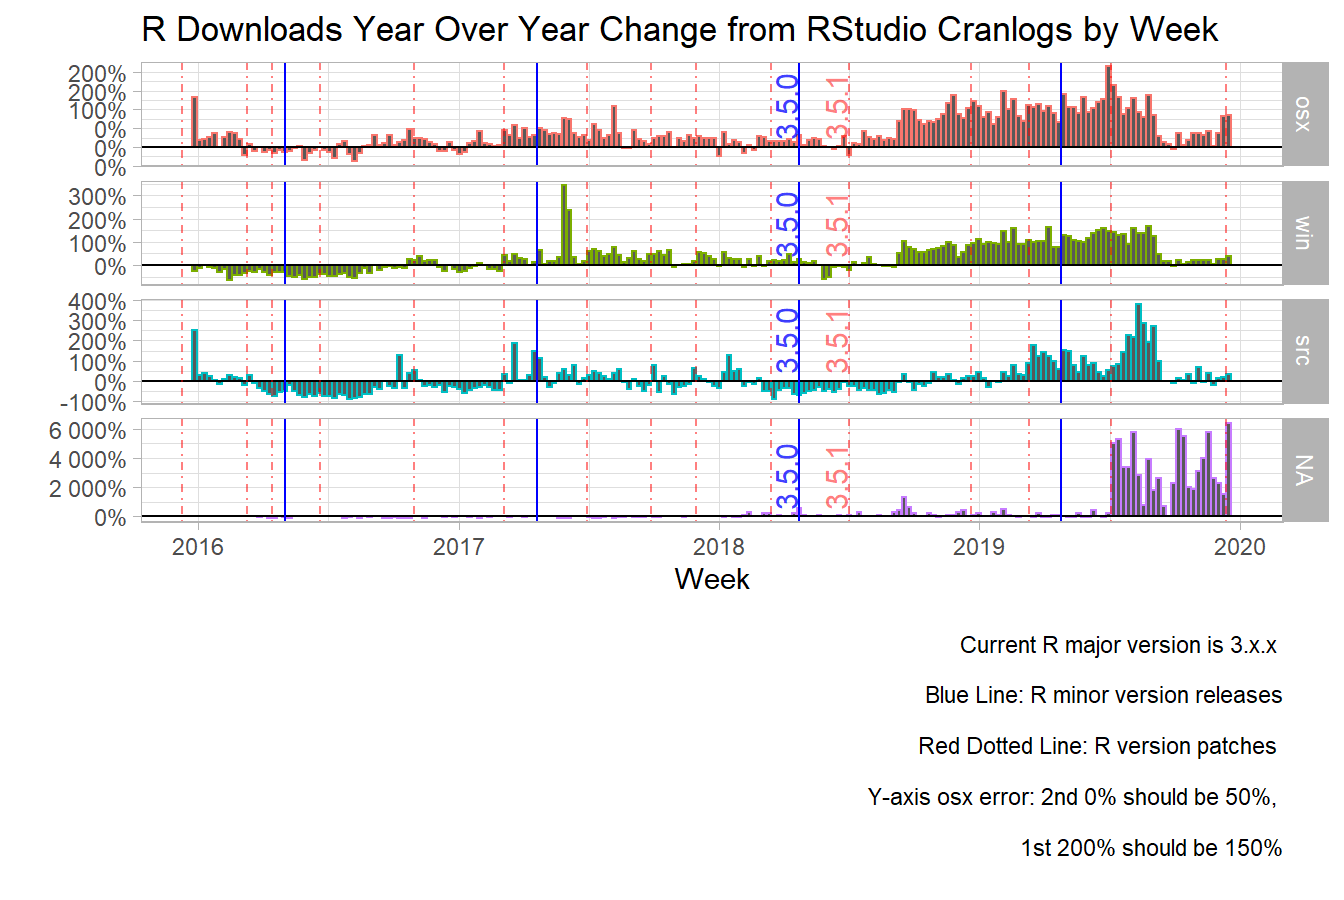 R Downloads Year Over Year Change from RStudio Cranlogs by Week
200%
200%
100%
0%
0%
0%
3.5.0
3.5.1
osx
300%
200%
100%
0%
3.5.0
3.5.1
win
400%
300%
200%
100%
0%
-100%
3.5.0
3.5.1
src
6 000%
4 000%
2 000%
0%
3.5.0
3.5.1
NA
2016 2017 2018 2019 2020
Week
Current R major version is 3.x.x
Blue Line: R minor version releases
Red Dotted Line: R version patches
Y-axis osx error: 2nd 0% should be 50%,
1st 200% should be 150%